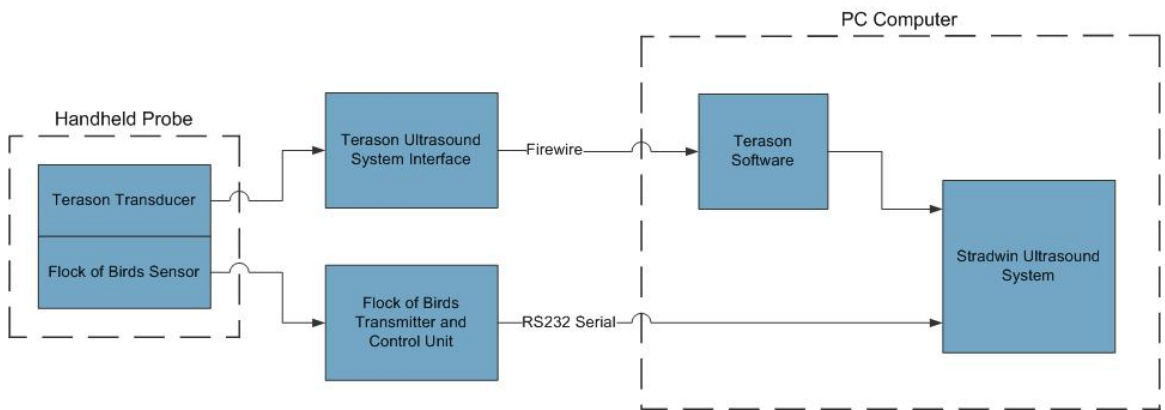 PC Computer
Handheld Probe
Terason Transducer
Flock of Birds Sensor
Terason Ultrasound
System Interface
Firewire
Terason
Software
Flock of Birds
Transmitter and
Control Unit
RS232 Serial
Stradwin Ultrasound
System